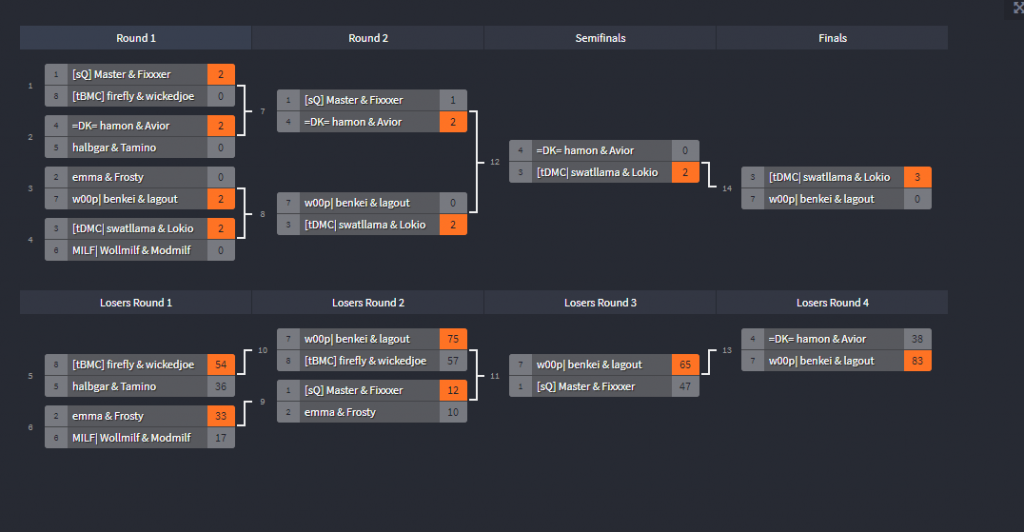 Round 1 Round 2 Semifinals Finals
1 1 [sQ] Master & Fixxxer 2
8 [tBMC] firefly & wickedjoe 0
2 4 =DK= hamon & Avior 2
5 halbgar & Tamino 0
3 2 emma & Frosty 0
7 w00p| benkei & lagout 2
4 3 [tDMC| swatllama & Lokio 2
6 MILF| Wollmilf & Modmilf 0
7 1 [sQ] Master & Fixxxer 1
4 =DK= hamon & Avior 2
8 7 w00p| benkei & lagout 0
3 [tDMC| swatllama & Lokio 2
12 4 =DK= hamon & Avior 0
3 [tDMC| swatllama & Lokio 2
14 3 [tDMC| swatllama & Lokio 3
7 w00p| benkei & lagout 0
Losers Round 1 Losers Round 2 Losers Round 3 Losers Round 4
5 8 [tBMC] firefly & wickedjoe 54
5 halbgar & Tamino 36
6 2 emma & Frosty 33
6 MILF| Wollmilf & Modmilf 17
10 7 w00p| benkei & lagout 75
8 [tBMC] firefly & wickedjoe 57
9 1 [sQ] Master & Fixxxer 12
2 emma & Frosty 10
11 7 w00p| benkei & lagout 65
1 [sQ] Master & Fixxxer 47
13 4 =DK= hamon & Avior 38
7 w00p| benkei & lagout 83